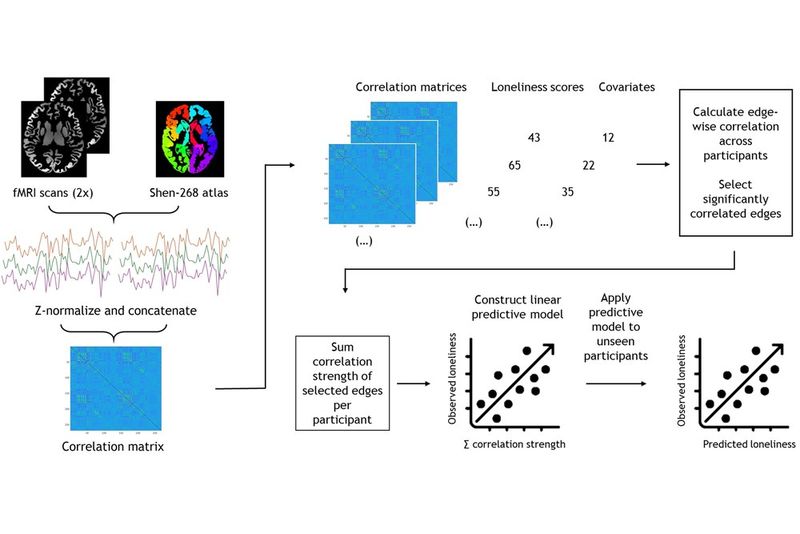 fMRI scans (2x)
Shen-268 atlas
Z-normalize and concatenate
Correlation matrix
Correlation matrices
Loneliness scores
Covariates
43
12
65
22
55
35
(...)
(...)
(...)
Calculate edge-
wise correlation
across
participants
Select
significantly
correlated edges
Sum
correlation
strength of
selected edges
per
participant
Construct linear
predictive model
Observed loneliness
Σ correlation strength
Apply
predictive
model to
unseen
participants
Observed loneliness
Predicted loneliness